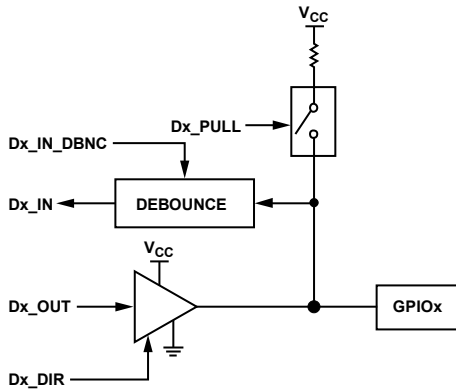 VCC
Dx_PULL
Dx_IN_DBNC
Dx_IN
DEBOUNCE
VCC
Dx_OUT
GPIOx
Dx_DIR